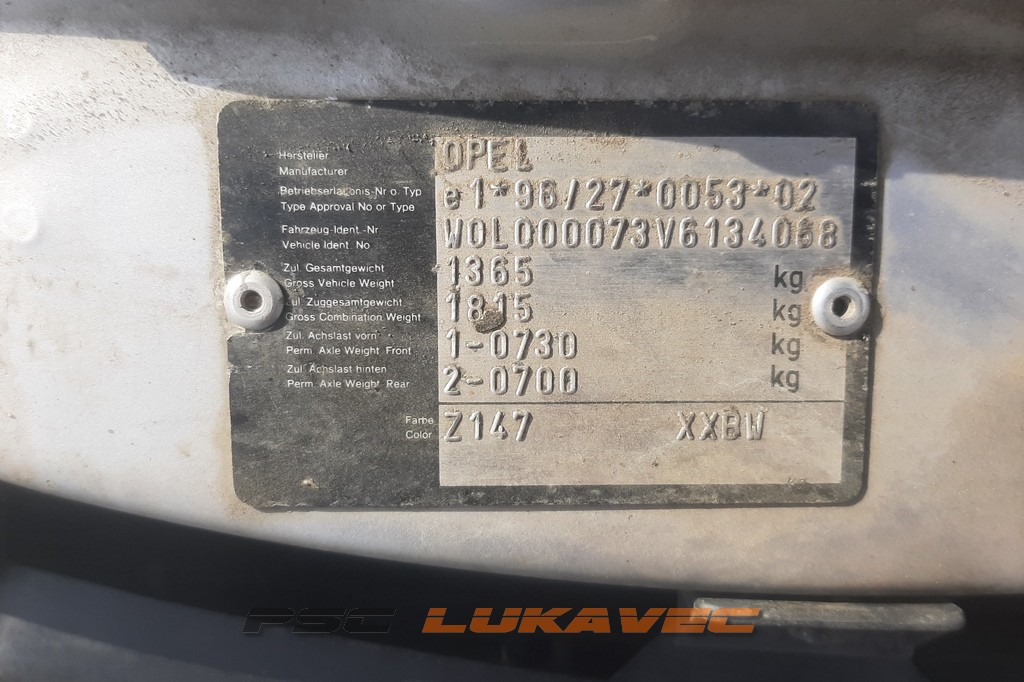 Hersteller
Manufacturer
OPEL
Betriebserlaubnis-Nr o. Typ
Type Approval No or Type
e1*96/27*0053*02
Fahrzeug-Ident.-Nr
Vehicle Ident. No
W0L000073V6134068
Zul. Gesamtgewicht
Gross Vehicle Weight
1365 kg
Zul Zuggesamtgewicht
Gross Combination Weight
1815 kg
Zul. Achslast vorn
Perm. Axle Weight Front
1-0730 kg
Zul Achslast hinten
Perm. Axle Weight Rear
2-0700 kg
Farbe
Color
Z147 XXBW
PSC LUKAVEC